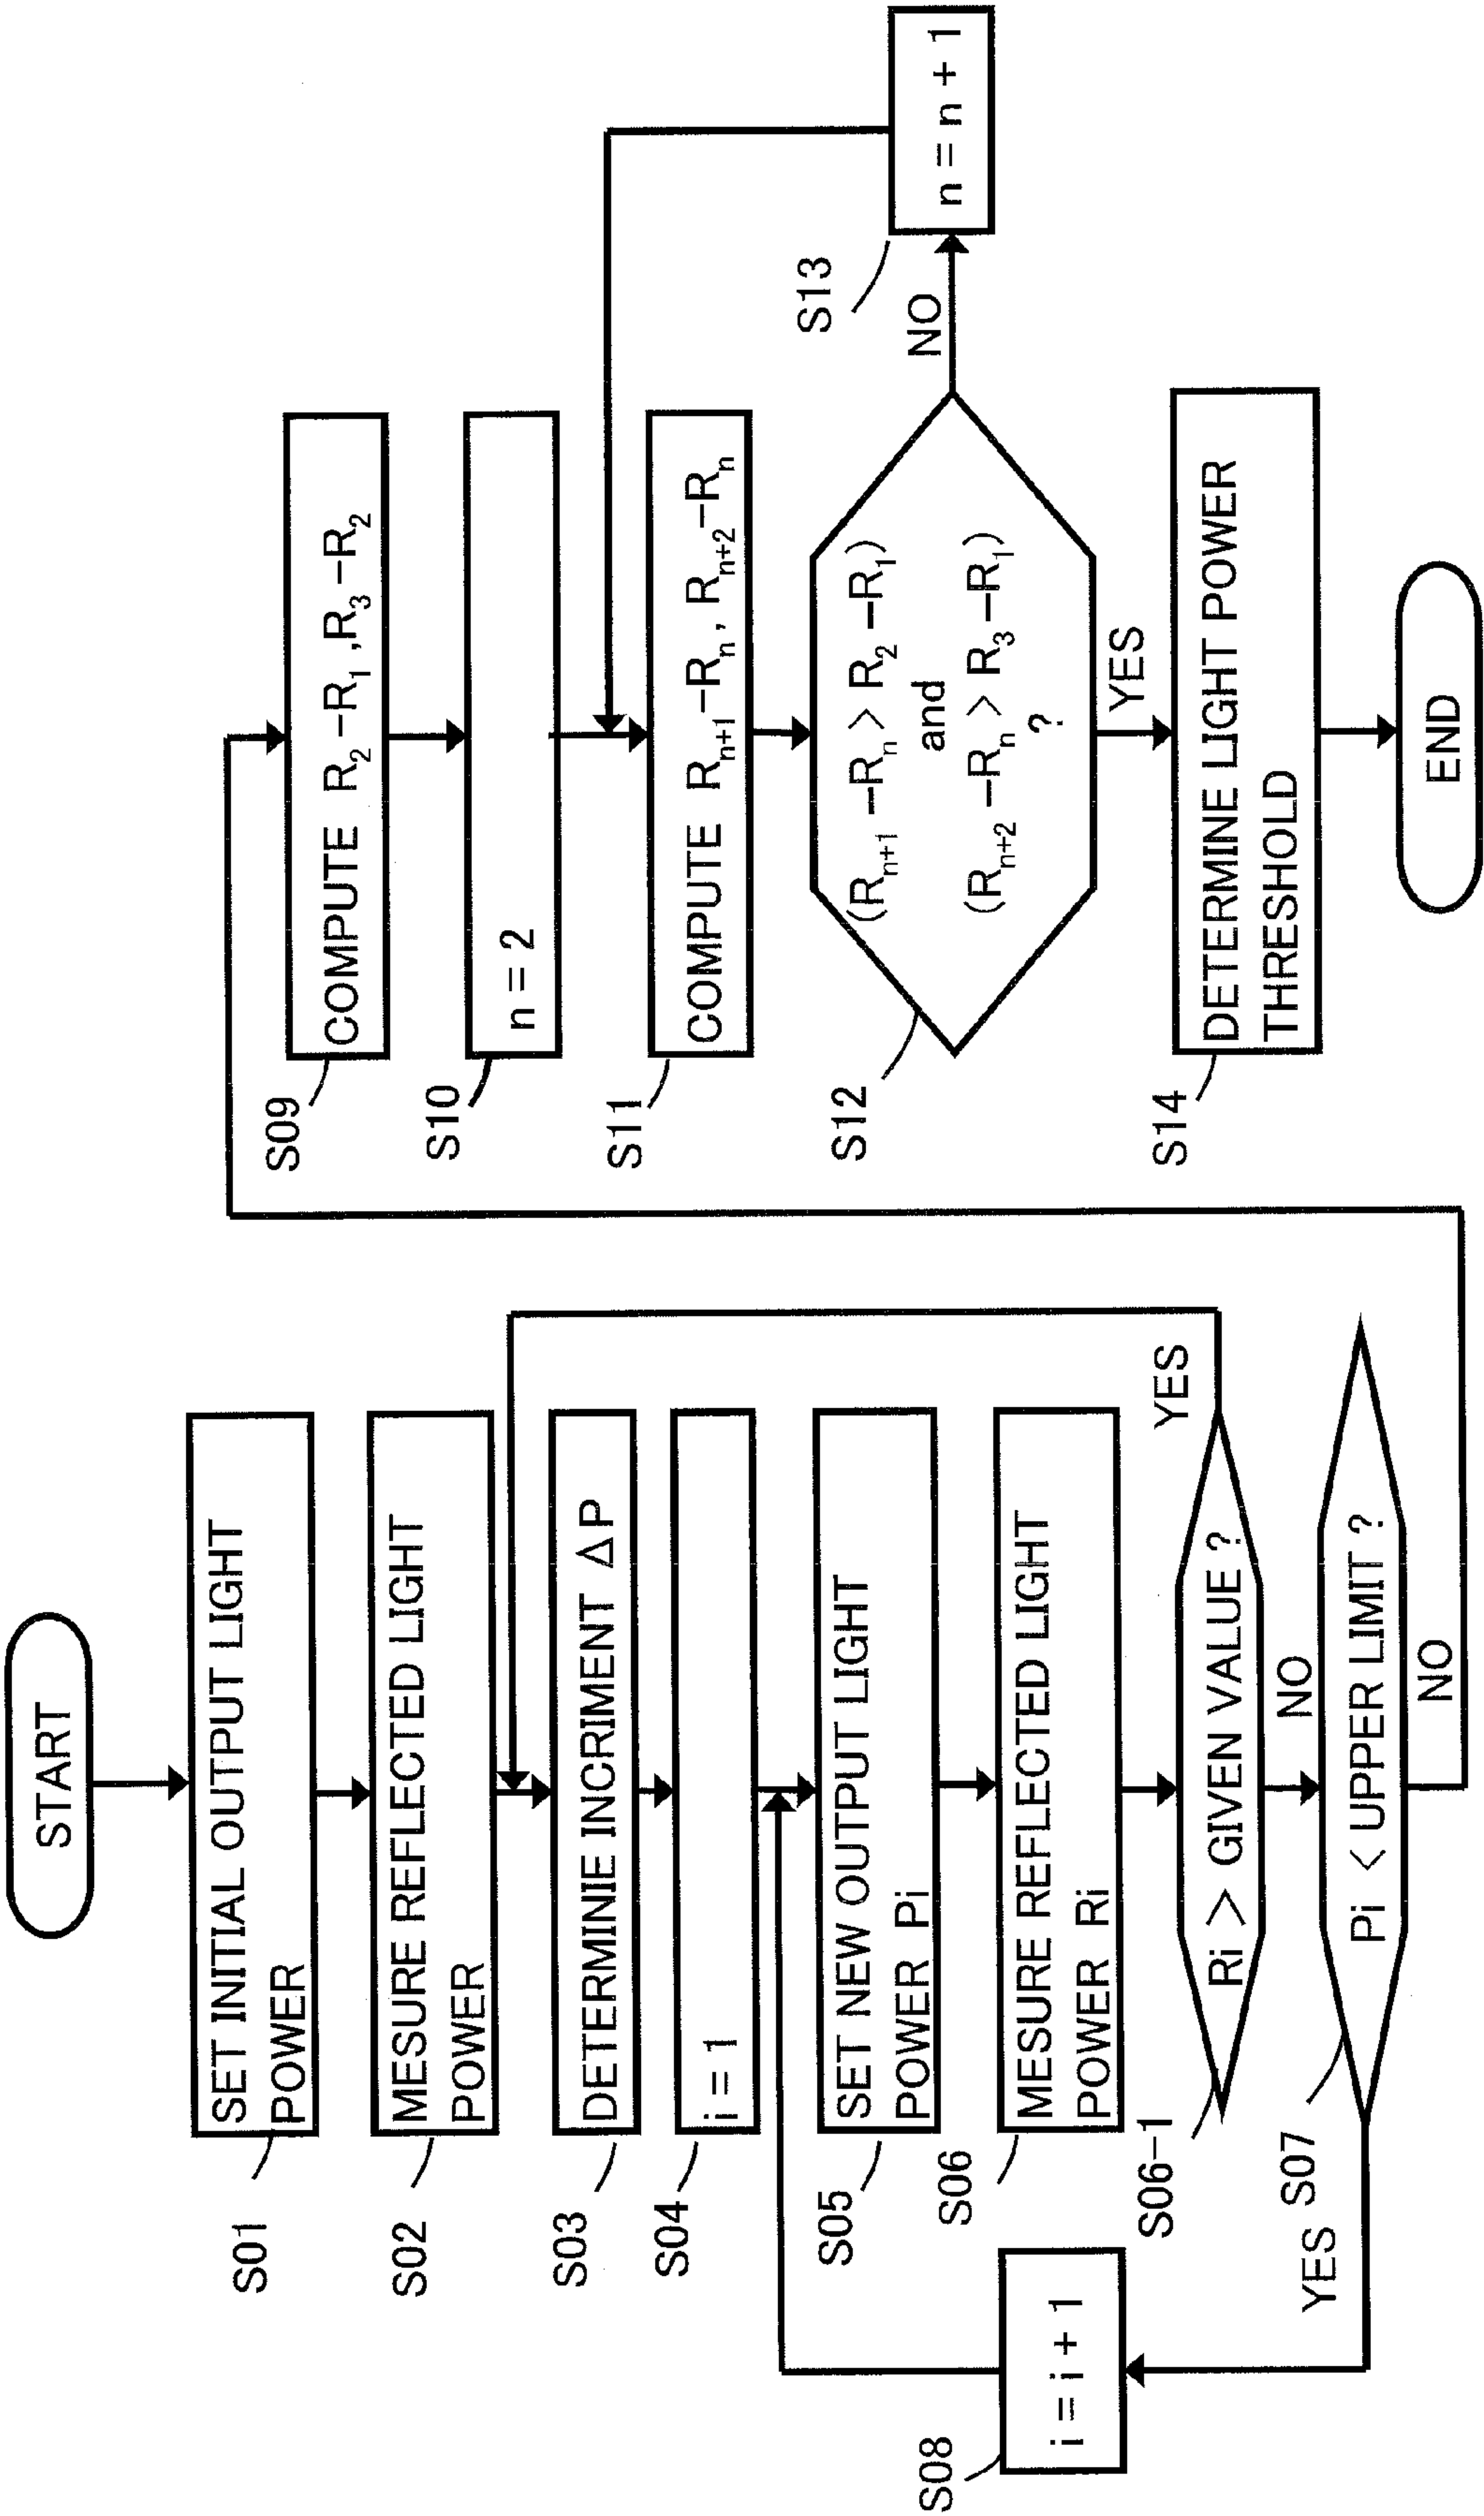 START
S01
SET INITIAL OUTPUT LIGHT
POWER
S02
MESURE REFLECTED LIGHT
POWER
S03
DETERMINIE INCRIMENT ΔP
S04
i = 1
S05
SET NEW OUTPUT LIGHT
POWER Pi
S06
MESURE REFLECTED LIGHT
POWER Ri
S06-1
Ri > GIVEN VALUE ?
YES
NO
S07
Pi < UPPER LIMIT ?
YES
NO
S08
i = i + 1
S09
COMPUTE R₂-R₁ ,R₃-R₂
S10
n = 2
S11
COMPUTE Rₙ₊₁-Rₙ, Rₙ₊₂-Rₙ
S12
(Rₙ₊₁-Rₙ > R₂-R₁)
and
(Rₙ₊₂-Rₙ > R₃-R₁)
?
NO
YES
S13
n = n + 1
S14
DETERMINE LIGHT POWER
THRESHOLD
END